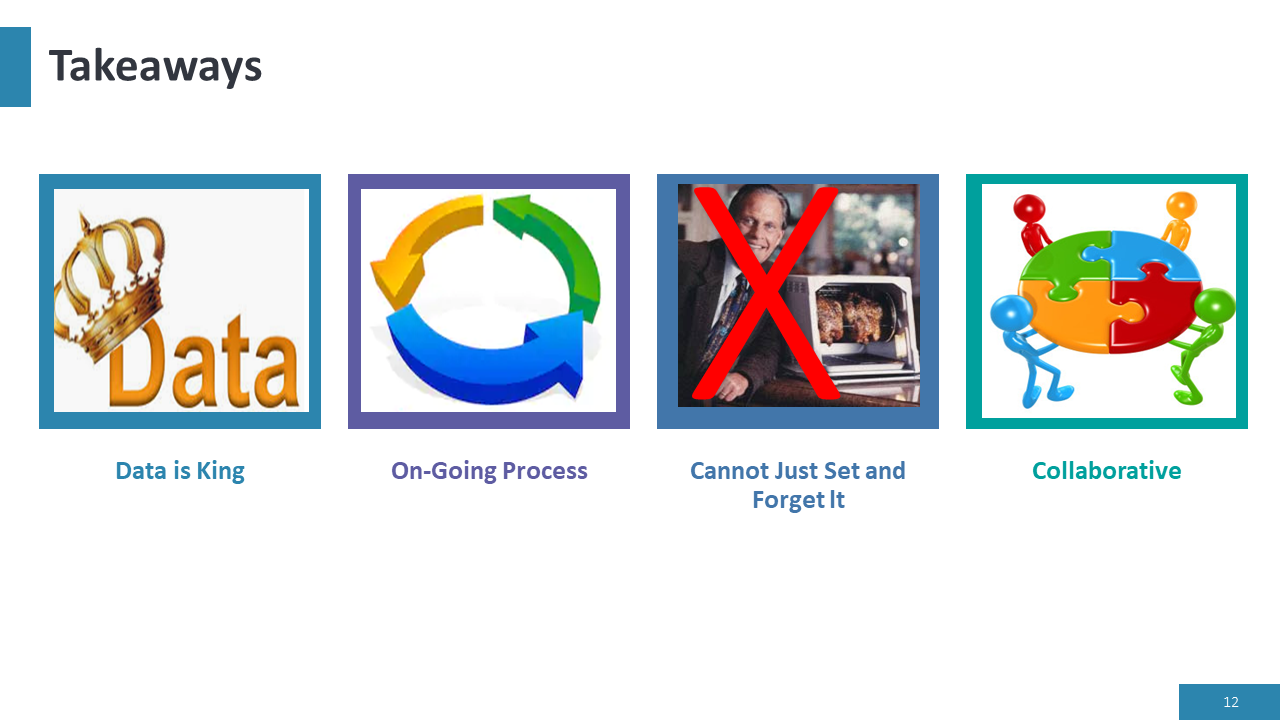 Takeaways
Data
Data is King
On-Going Process
Cannot Just Set and
Forget It
Collaborative
12